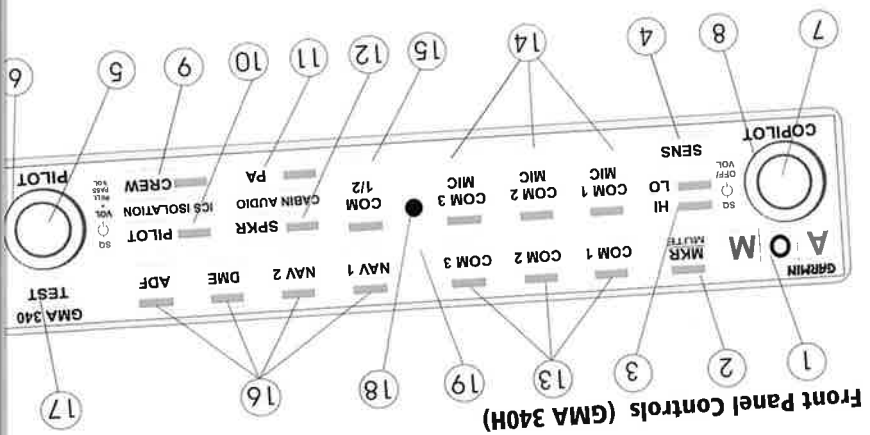 Front Panel Controls (GMA 340H)
1 2 3 13 19 18 16 17
GARMIN
A M
MKR
MUTE
COM 1 COM 2 COM 3 NAV 1 NAV 2 DME ADF
GMA 340
TEST
SQ
OFF/
VOL
COPILOT
HI
LO
SENS
COM 1
MIC
COM 2
MIC
COM 3
MIC
COM
1/2
SPKR
CABIN AUDIO
PA
PILOT
ICS ISOLATION
CREW
SQ
VOL
PULL
PASS
VOL
PILOT
7 8 4 14 15 12 11 10 9 5 6